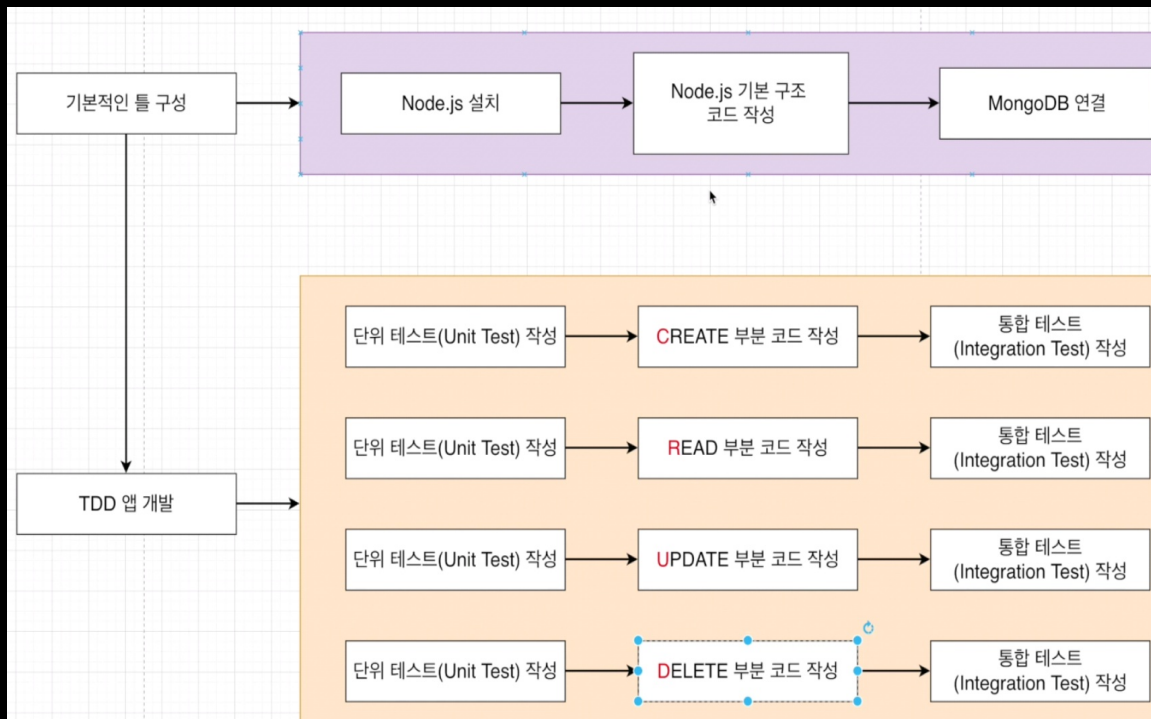 기본적인 틀 구성
Node.js 설치
Node.js 기본 구조
코드 작성
MongoDB 연결
단위 테스트(Unit Test) 작성
CREATE 부분 코드 작성
통합 테스트
(Integration Test) 작성
단위 테스트(Unit Test) 작성
READ 부분 코드 작성
통합 테스트
(Integration Test) 작성
TDD 앱 개발
단위 테스트(Unit Test) 작성
UPDATE 부분 코드 작성
통합 테스트
(Integration Test) 작성
단위 테스트(Unit Test) 작성
DELETE 부분 코드 작성
통합 테스트
(Integration Test) 작성